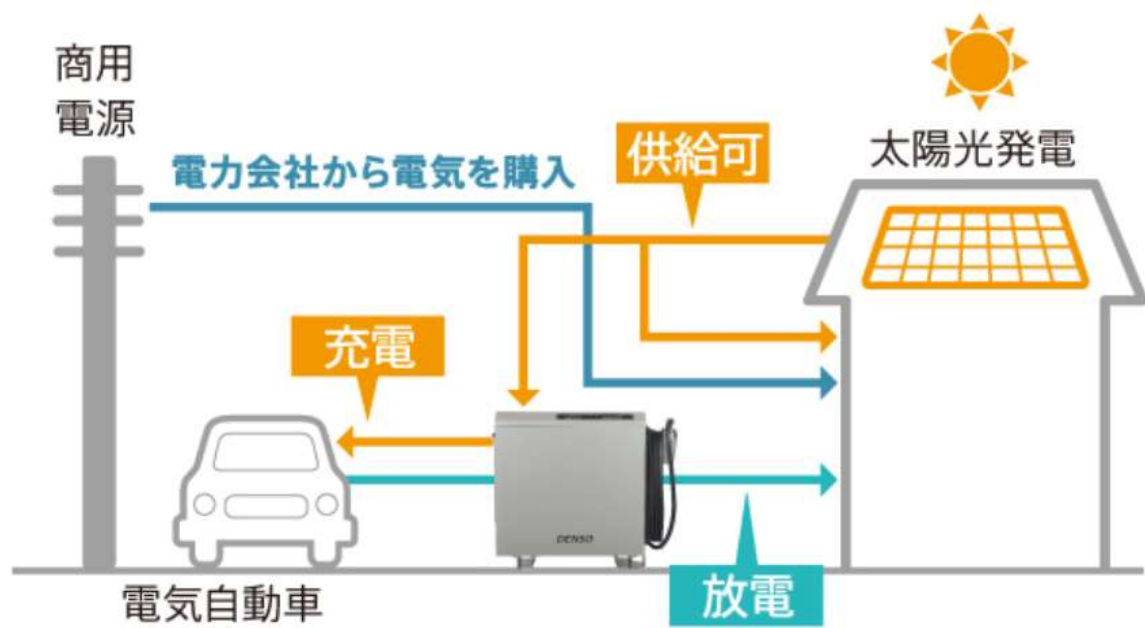 商用
電源
電力会社から電気を購入
供給可
太陽光発電
充電
DENSO
電気自動車
放電